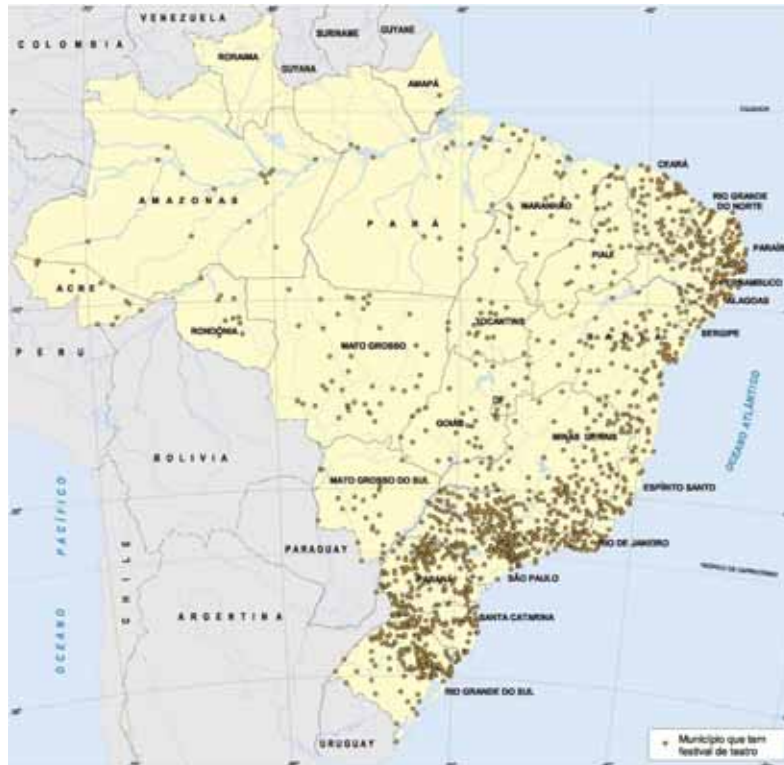 VENEZUELA
COLOMBIA
SURINAME
GUYANE
RORAIMA
GUYANA
AMAPÁ
CEARÁ
RIO GRANDE
DO NORTE
AMAZONAS
PARÁ
MARANHÃO
PARAÍB
PIAUÍ
PERNAMBUCO
ALAGOAS
ACRE
SERGIPE
TOCANTINS
RONDÔNIA
BAHIA
PERU
MATO GROSSO
DF
GOIÁS
OCEANO ATLÂNTICO
BOLIVIA
MINAS GERAIS
MATO GROSSO DO SUL
ESPÍRITO SANTO
OCEANO PACÍFICO
CHILE
PARAGUAY
RIO DE JANEIRO
SÃO PAULO
PARANÁ
ARGENTINA
SANTA CATARINA
RIO GRANDE DO SUL
URUGUAY
Município que tem
festival de teatro